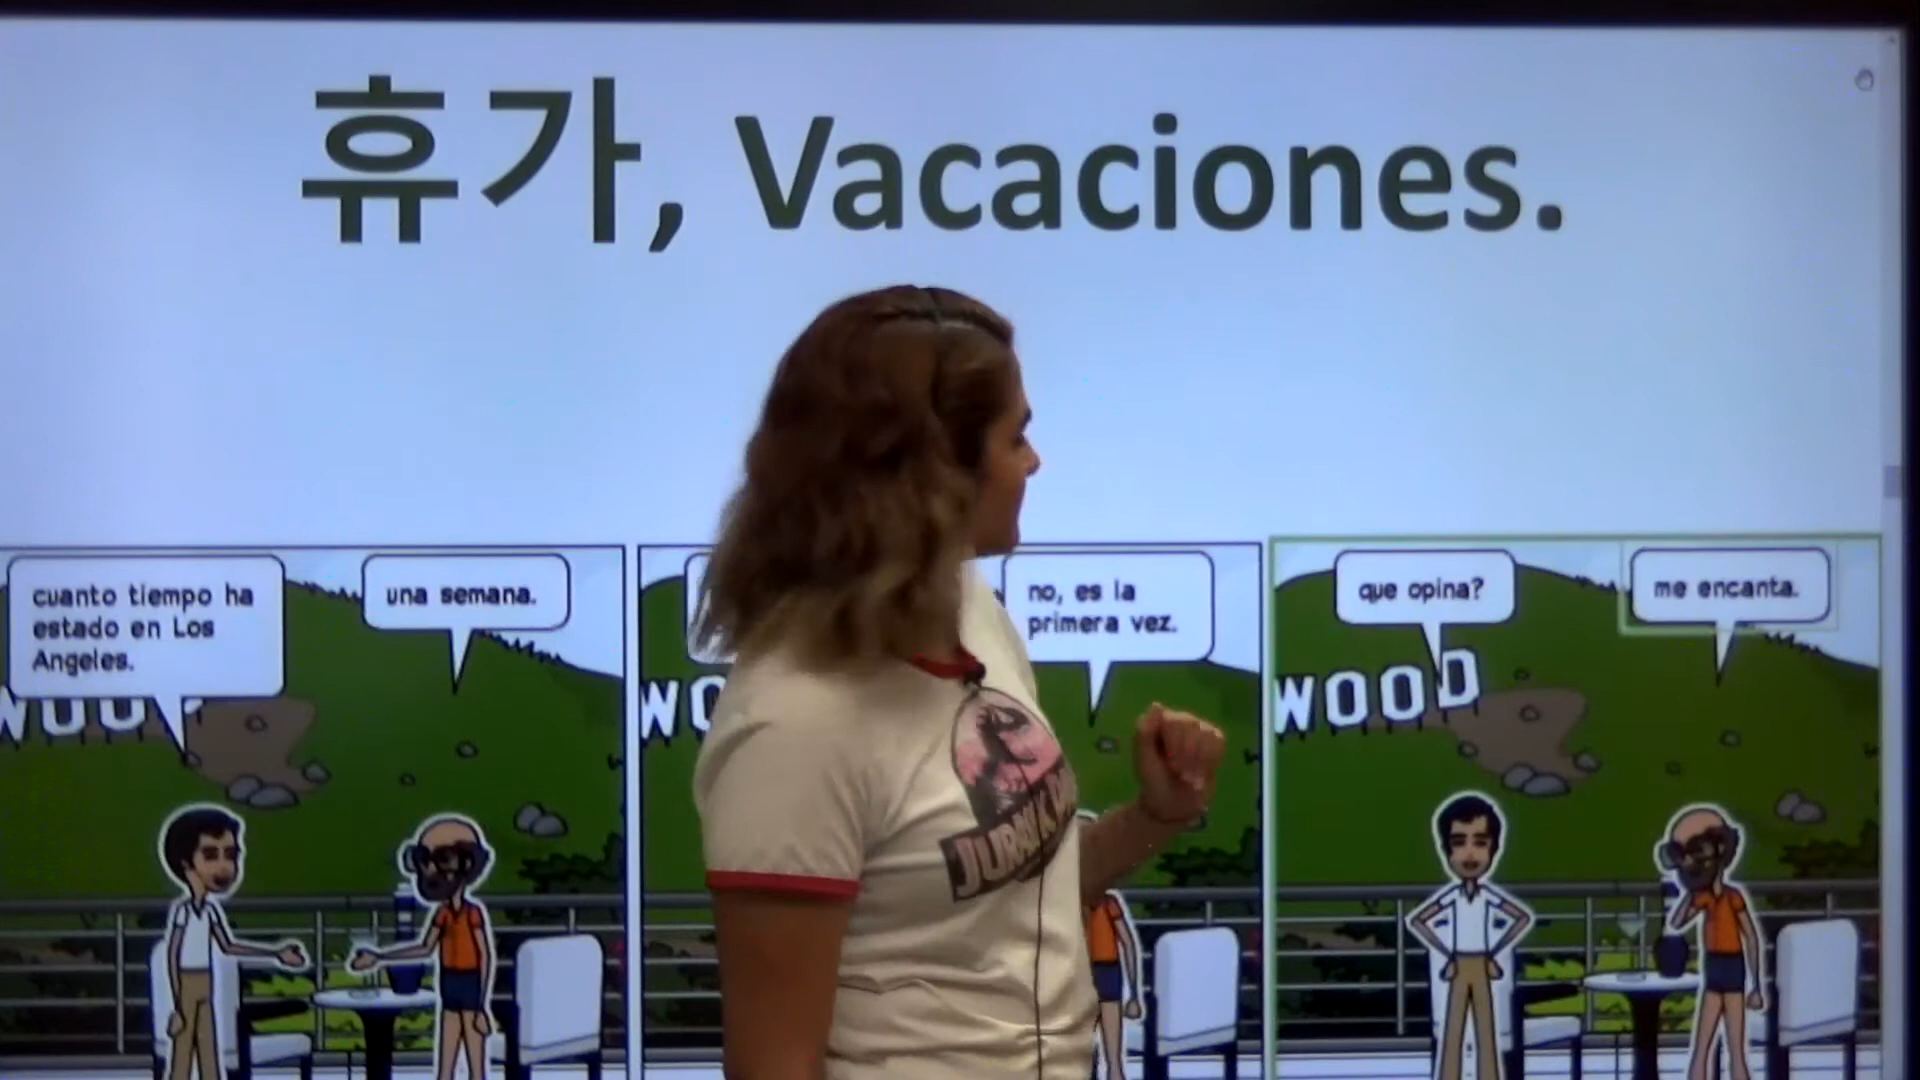 휴가, Vacaciones.
cuanto tiempo ha
estado en Los
Angeles.
una semana.
no, es la
primera vez.
que opina?
me encanta.
WOOD